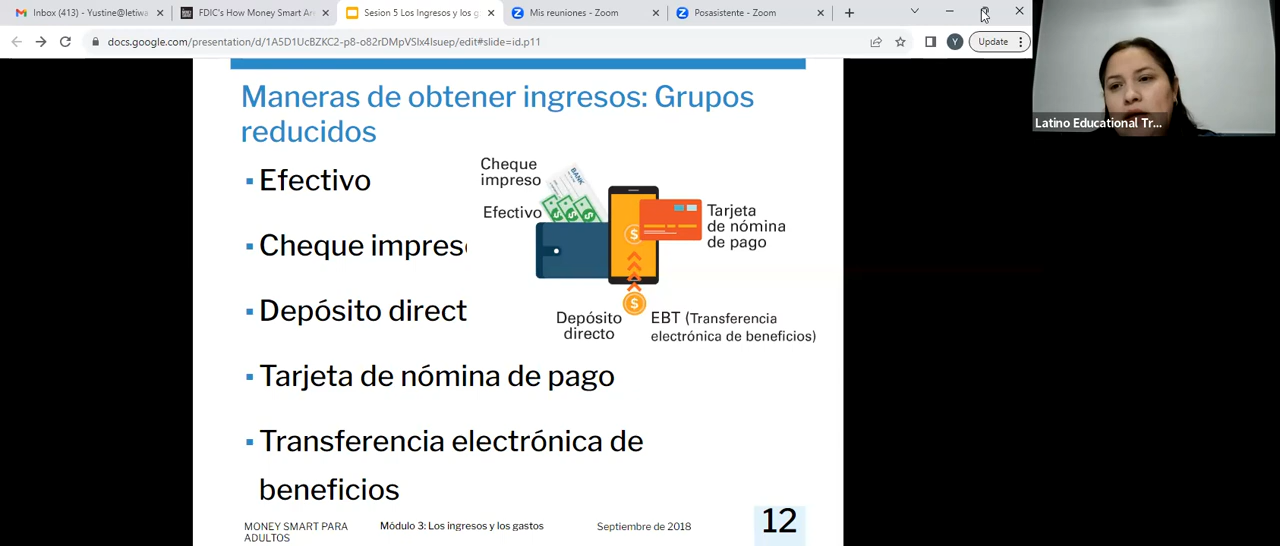 Inbox (413) - Yustine@letiwa
FDIC's How Money Smart Are
Sesion 5 Los Ingresos y los g
Mis reuniones - Zoom
Posasistente - Zoom
docs.google.com/presentation/d/1A5D1UcBZKC2-p8-o82rDMpVSlx4lsuep/edit#slide=id.p11
Y
Update
Latino Educational Tr...
Maneras de obtener ingresos: Grupos
reducidos
Efectivo
Cheque impreso
Depósito direct
Tarjeta de nómina de pago
Transferencia electrónica de
beneficios
Cheque
impreso
BANK
Efectivo
Tarjeta
de nómina
de pago
Depósito
directo
EBT (Transferencia
electrónica de beneficios)
MONEY SMART PARA
ADULTOS
Módulo 3: Los ingresos y los gastos
Septiembre de 2018
12